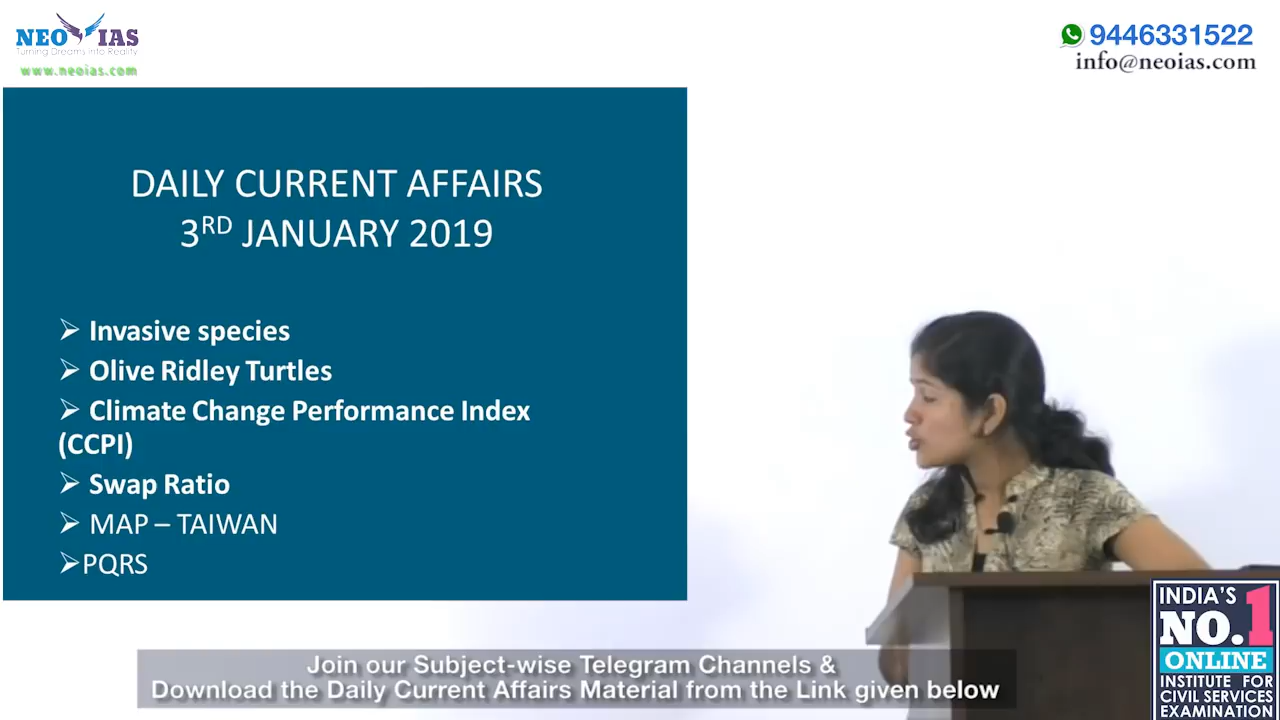 NEO IAS
Turning Dreams into Reality
www.neoias.com
9446331522
info@neoias.com
DAILY CURRENT AFFAIRS
3RD JANUARY 2019
➢ Invasive species
➢ Olive Ridley Turtles
➢ Climate Change Performance Index
(CCPI)
➢ Swap Ratio
➢ MAP – TAIWAN
➢PQRS
Join our Subject-wise Telegram Channels &
Download the Daily Current Affairs Material from the Link given below
INDIA'S
NO.1
ONLINE
INSTITUTE FOR
CIVIL SERVICES
EXAMINATION